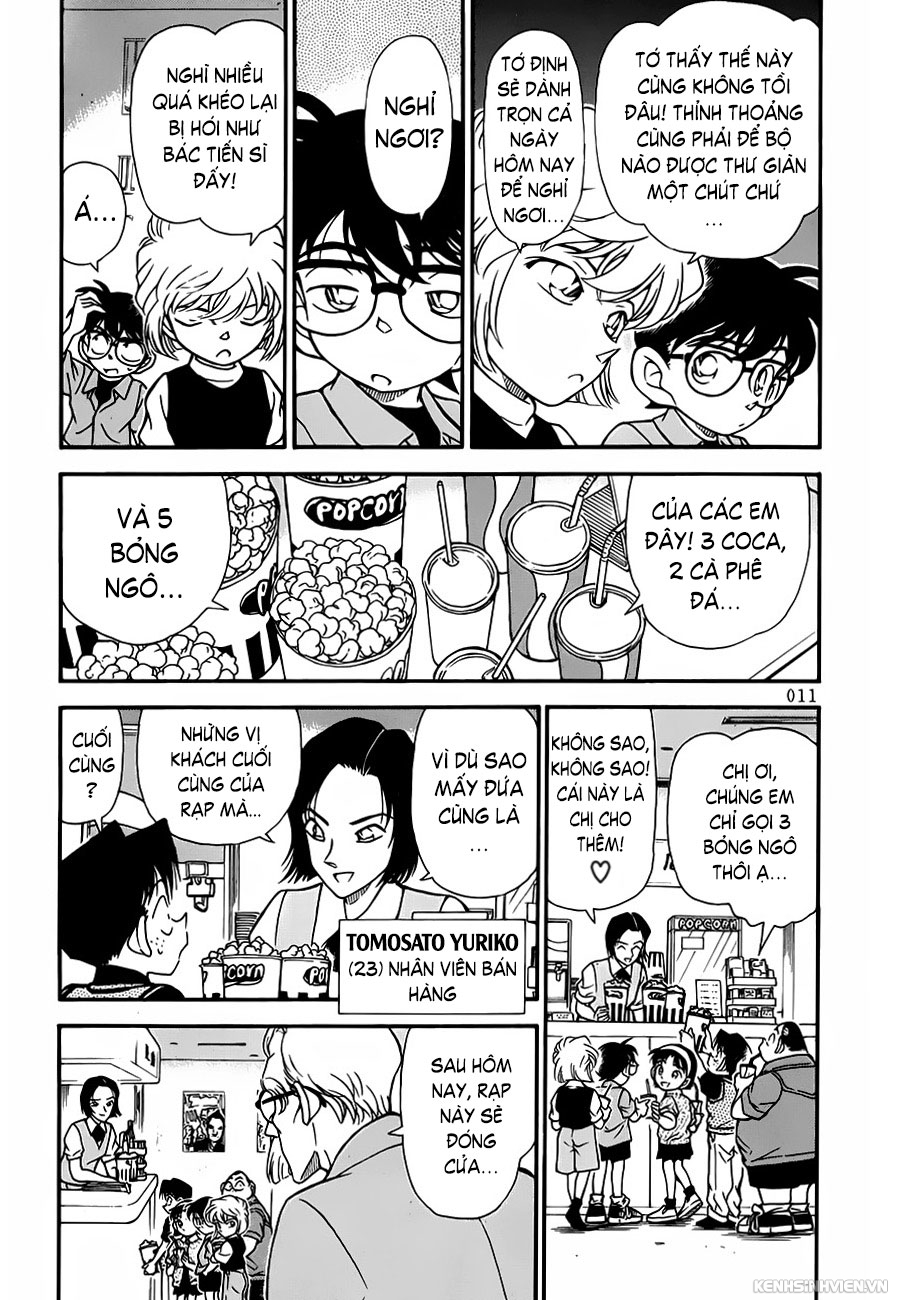 TỚ THẤY THẾ NÀY
CŨNG KHÔNG TỒI
ĐÂU! THỈNH THOẢNG
CŨNG PHẢI ĐỂ BỘ
NÃO ĐƯỢC THƯ GIÃN
MỘT CHÚT CHỨ
...
TỚ ĐỊNH
SẼ DÀNH
TRỌN CẢ
NGÀY
HÔM NAY
ĐỂ NGHỈ
NGƠI...
NGHỈ
NGƠI?
NGHỈ NHIỀU
QUÁ KHÉO LẠI
BỊ HÓI NHƯ
BÁC TIẾN SĨ
ĐẤY!
Á...
CỦA CÁC EM
ĐÂY! 3 COCA,
2 CÀ PHÊ
ĐÁ...
POPCORN
VÀ 5
BỎNG
NGÔ...
011
CHỊ ƠI,
CHÚNG EM
CHỈ GỌI 3
BỎNG NGÔ
THÔI Ạ...
KHÔNG SAO,
KHÔNG SAO!
CÁI NÀY LÀ
CHỊ CHO
THÊM!
♡
POPCORN
VÌ DÙ SAO
MẤY ĐỨA
CŨNG LÀ
...
NHỮNG VỊ
KHÁCH CUỐI
CÙNG CỦA
RẠP MÀ...
CUỐI
CÙNG
?
TOMOSATO YURIKO
(23) NHÂN VIÊN BÁN
HÀNG
SAU HÔM
NAY, RẠP
NÀY SẼ
ĐÓNG
CỬA...
KENHSINHVIEN.VN